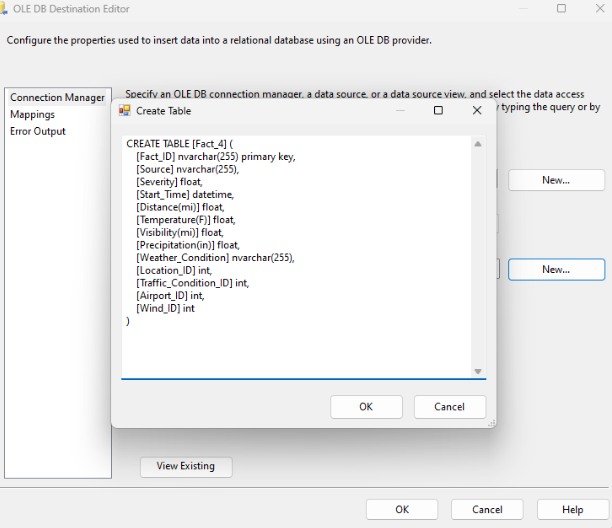 OLE DB Destination Editor
Configure the properties used to insert data into a relational database using an OLE DB provider.
Connection Manager
Mappings
Error Output
Specify an OLE DB connection manager, a data source, or a data source view, and select the data access
typing the query or by
New...
New...
View Existing
Create Table
CREATE TABLE [Fact_4] (
[Fact_ID] nvarchar(255) primary key,
[Source] nvarchar(255),
[Severity] float,
[Start_Time] datetime,
[Distance(mi)] float,
[Temperature(F)] float,
[Visibility(mi)] float,
[Precipitation(in)] float,
[Weather_Condition] nvarchar(255),
[Location_ID] int,
[Traffic_Condition_ID] int,
[Airport_ID] int,
[Wind_ID] int
)
OK
Cancel
OK
Cancel
Help